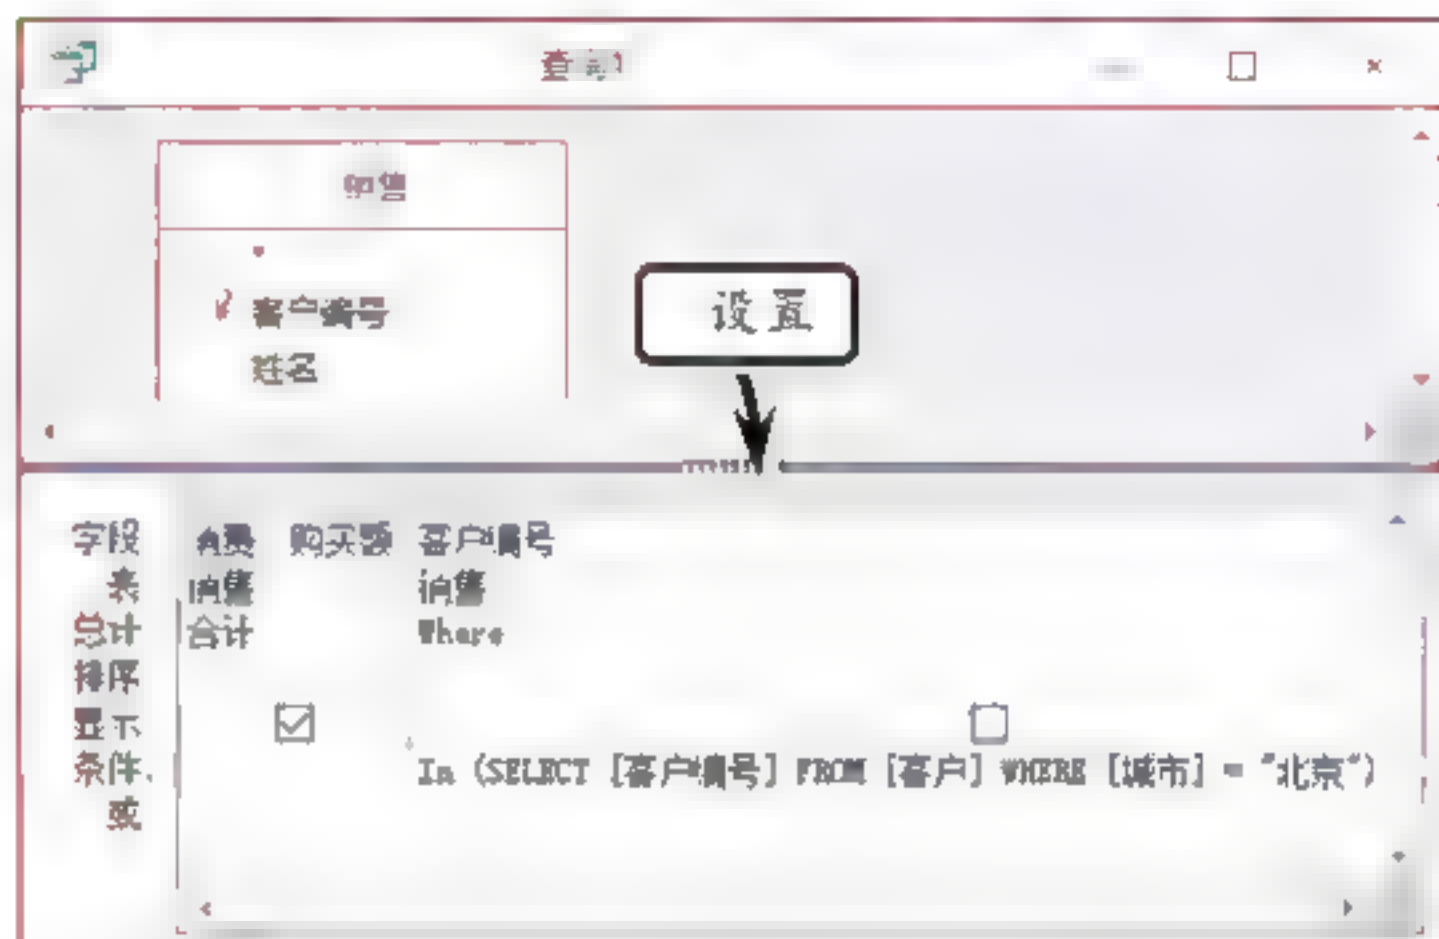 查询1
销售
*
客户编号
姓名
设置
字段 消费 购买额 客户编号
表 销售 销售
总计 合计 Where
排序
显示
条件 In (SELECT [客户编号] FROM [客户] WHERE [城市] = "北京")
或